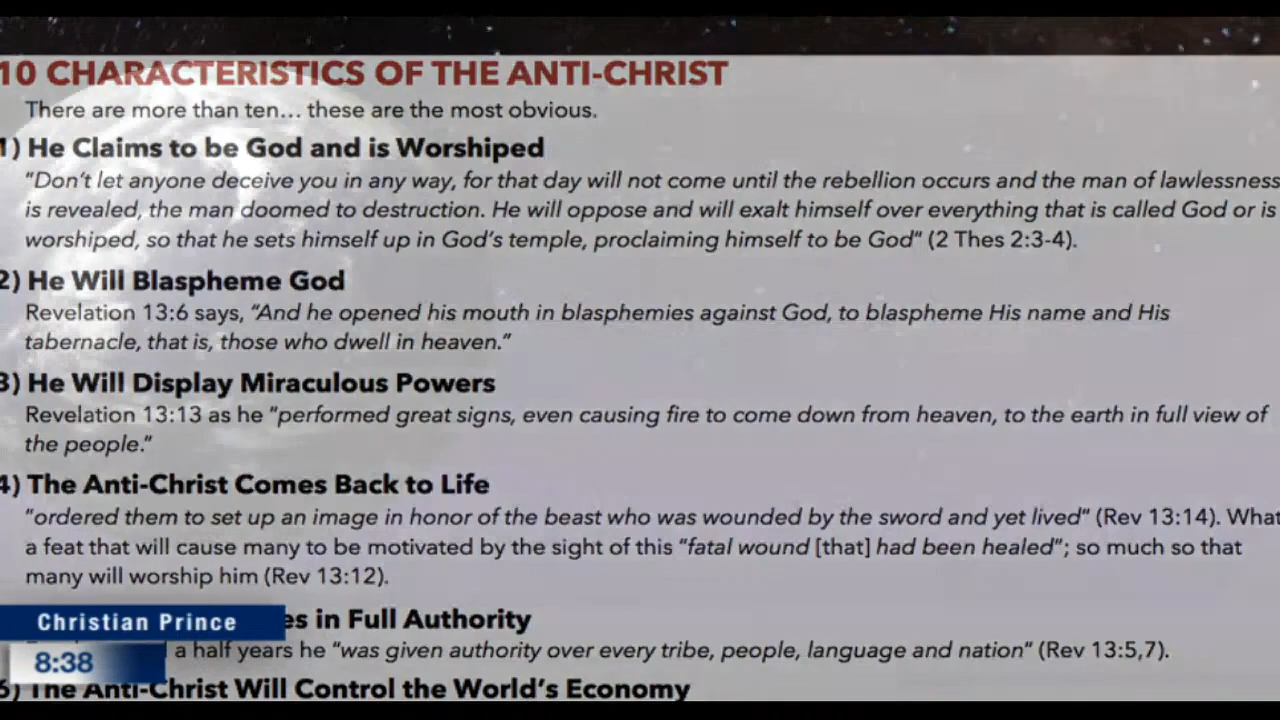 10 CHARACTERISTICS OF THE ANTI-CHRIST
There are more than ten... these are the most obvious.
1) He Claims to be God and is Worshiped
"Don't let anyone deceive you in any way, for that day will not come until the rebellion occurs and the man of lawlessness
is revealed, the man doomed to destruction. He will oppose and will exalt himself over everything that is called God or is
worshiped, so that he sets himself up in God's temple, proclaiming himself to be God" (2 Thes 2:3-4).
2) He Will Blaspheme God
Revelation 13:6 says, "And he opened his mouth in blasphemies against God, to blaspheme His name and His
tabernacle, that is, those who dwell in heaven."
3) He Will Display Miraculous Powers
Revelation 13:13 as he "performed great signs, even causing fire to come down from heaven, to the earth in full view of
the people."
4) The Anti-Christ Comes Back to Life
"ordered them to set up an image in honor of the beast who was wounded by the sword and yet lived" (Rev 13:14). What
a feat that will cause many to be motivated by the sight of this "fatal wound [that] had been healed"; so much so that
many will worship him (Rev 13:12).
es in Full Authority
Christian Prince
a half years he "was given authority over every tribe, people, language and nation" (Rev 13:5,7).
8:38
6) The Anti-Christ Will Control the World's Economy